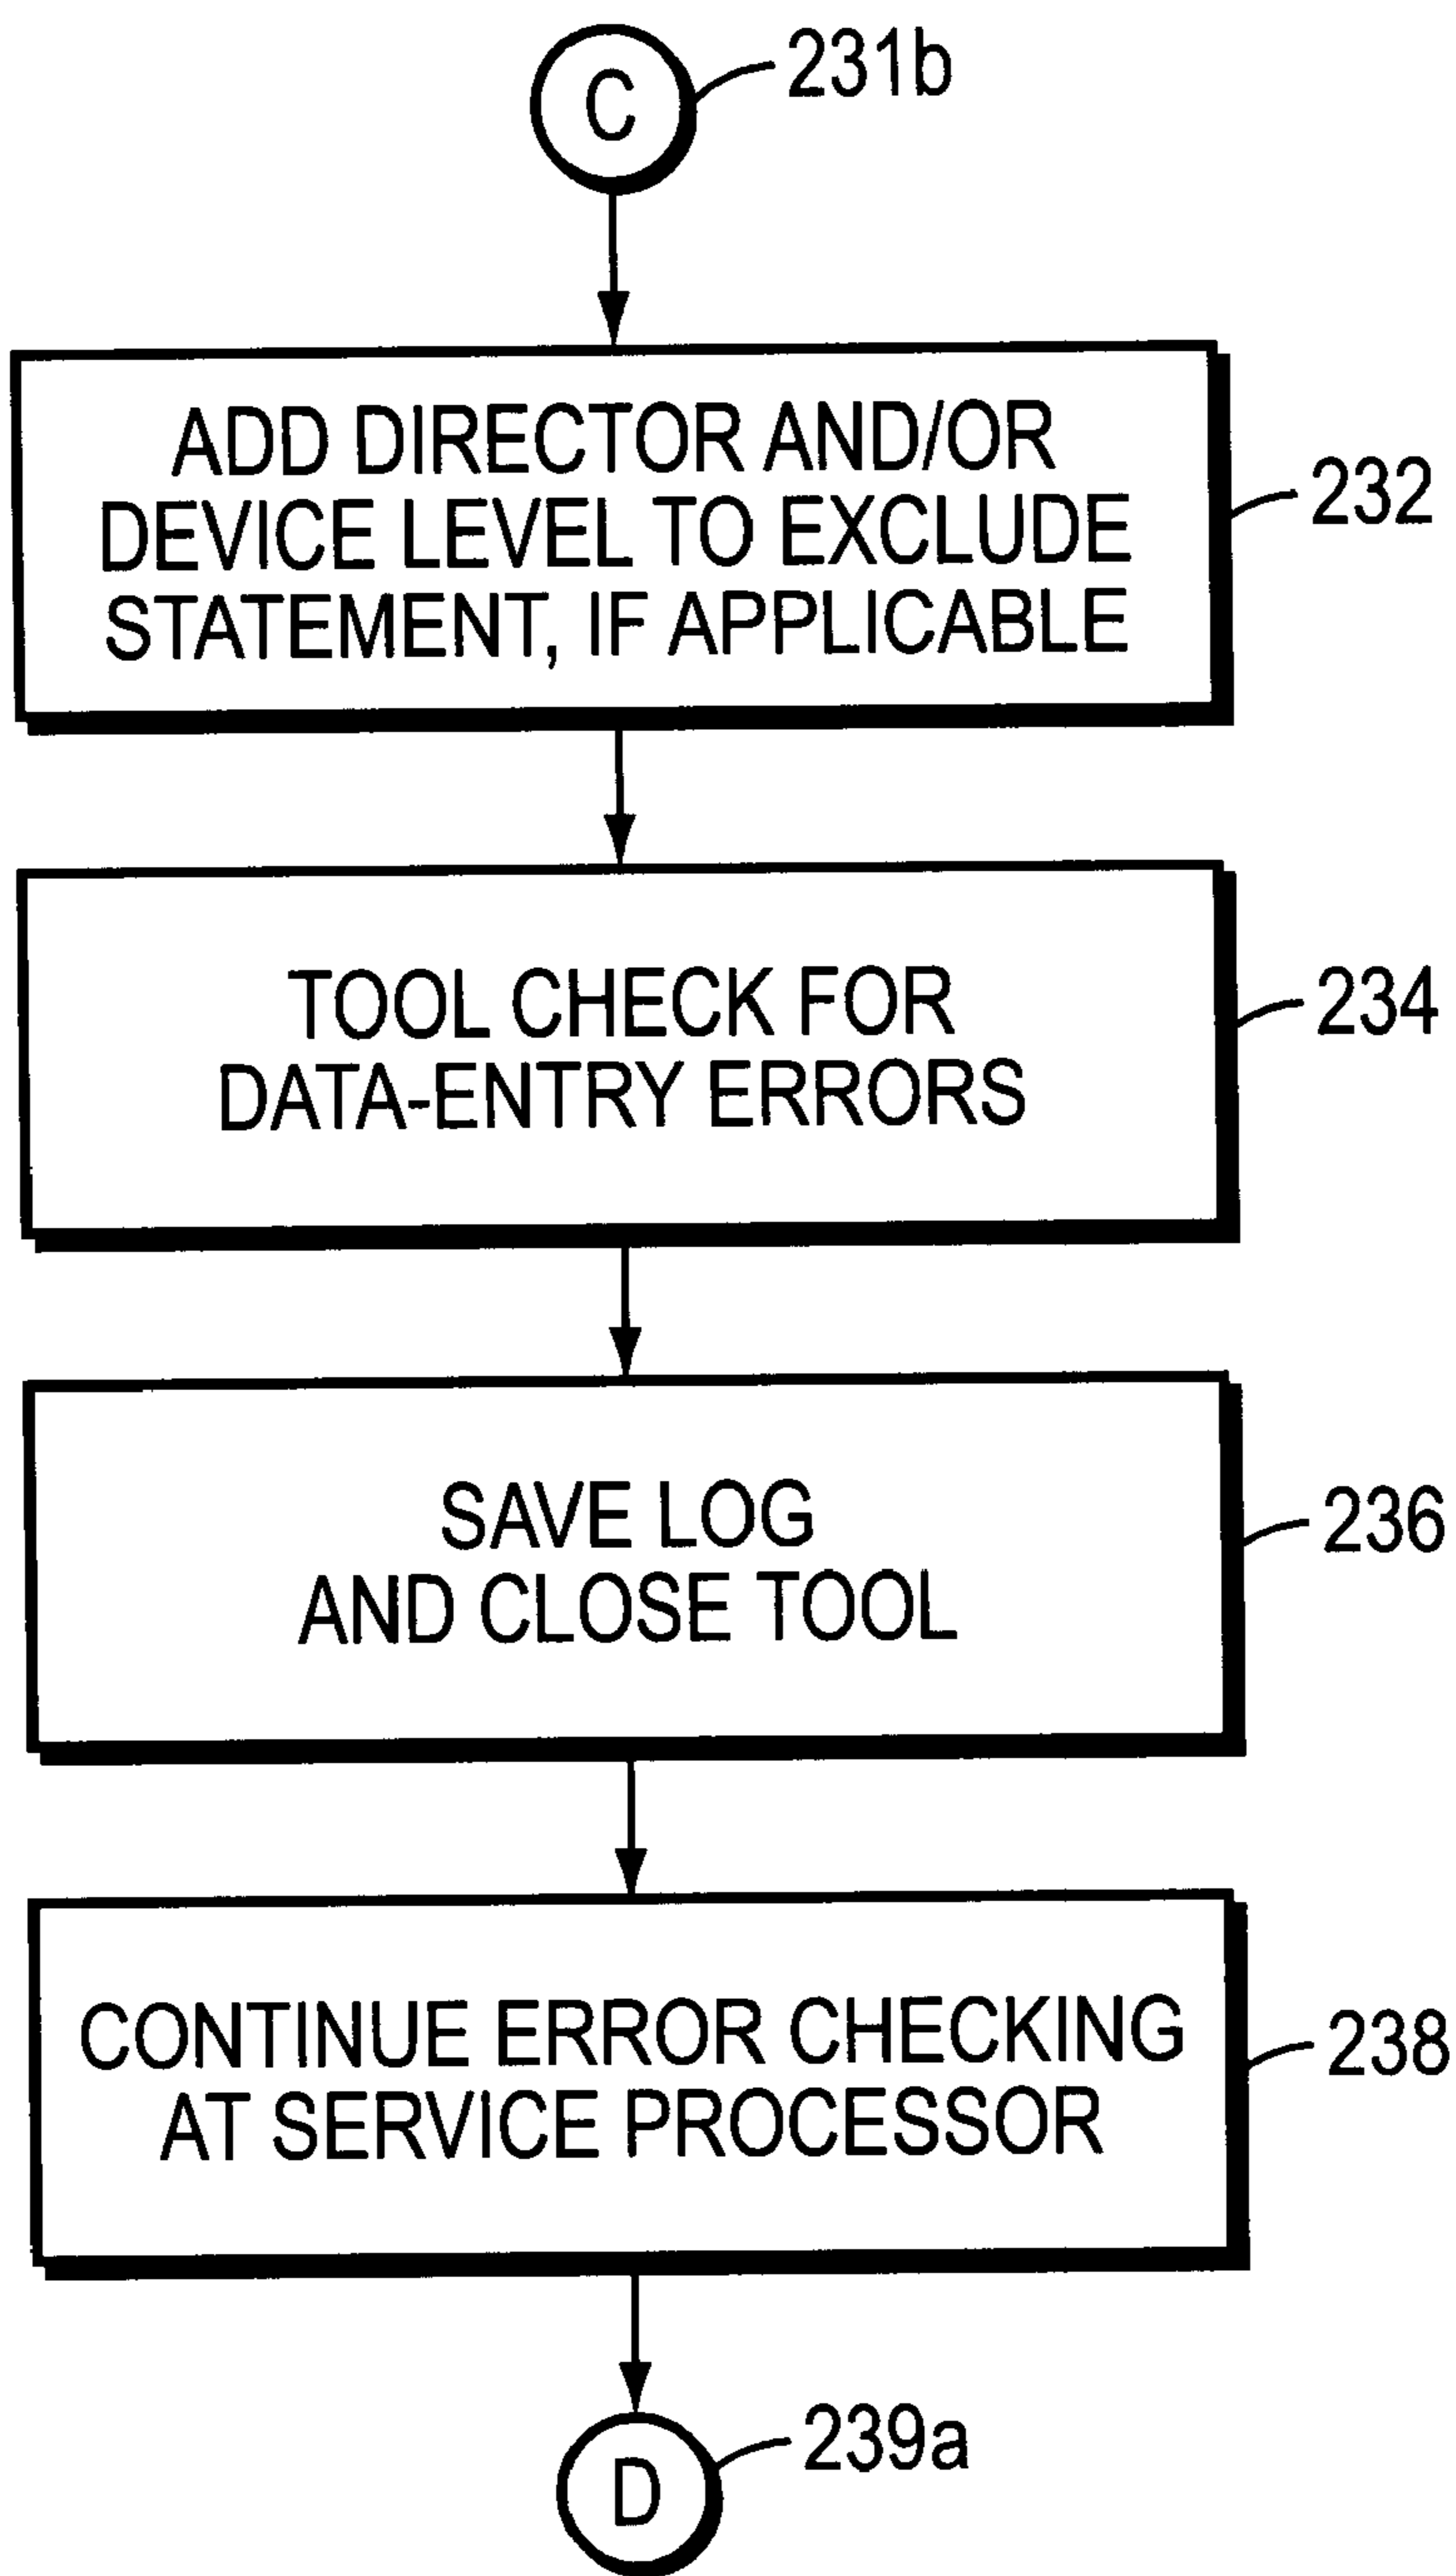 C
231b
ADD DIRECTOR AND/OR
DEVICE LEVEL TO EXCLUDE
STATEMENT, IF APPLICABLE
232
TOOL CHECK FOR
DATA-ENTRY ERRORS
234
SAVE LOG
AND CLOSE TOOL
236
CONTINUE ERROR CHECKING
AT SERVICE PROCESSOR
238
D
239a